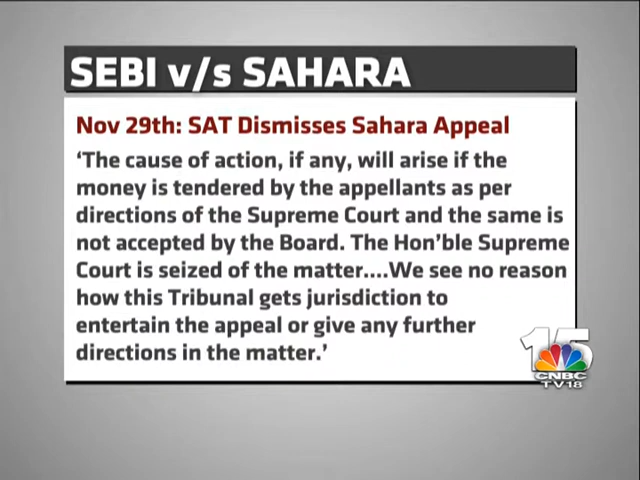 SEBI v/s SAHARA
Nov 29th: SAT Dismisses Sahara Appeal
‘The cause of action, if any, will arise if the
money is tendered by the appellants as per
directions of the Supreme Court and the same is
not accepted by the Board. The Hon’ble Supreme
Court is seized of the matter....We see no reason
how this Tribunal gets jurisdiction to
entertain the appeal or give any further
directions in the matter.’
15
CNBC
TV18